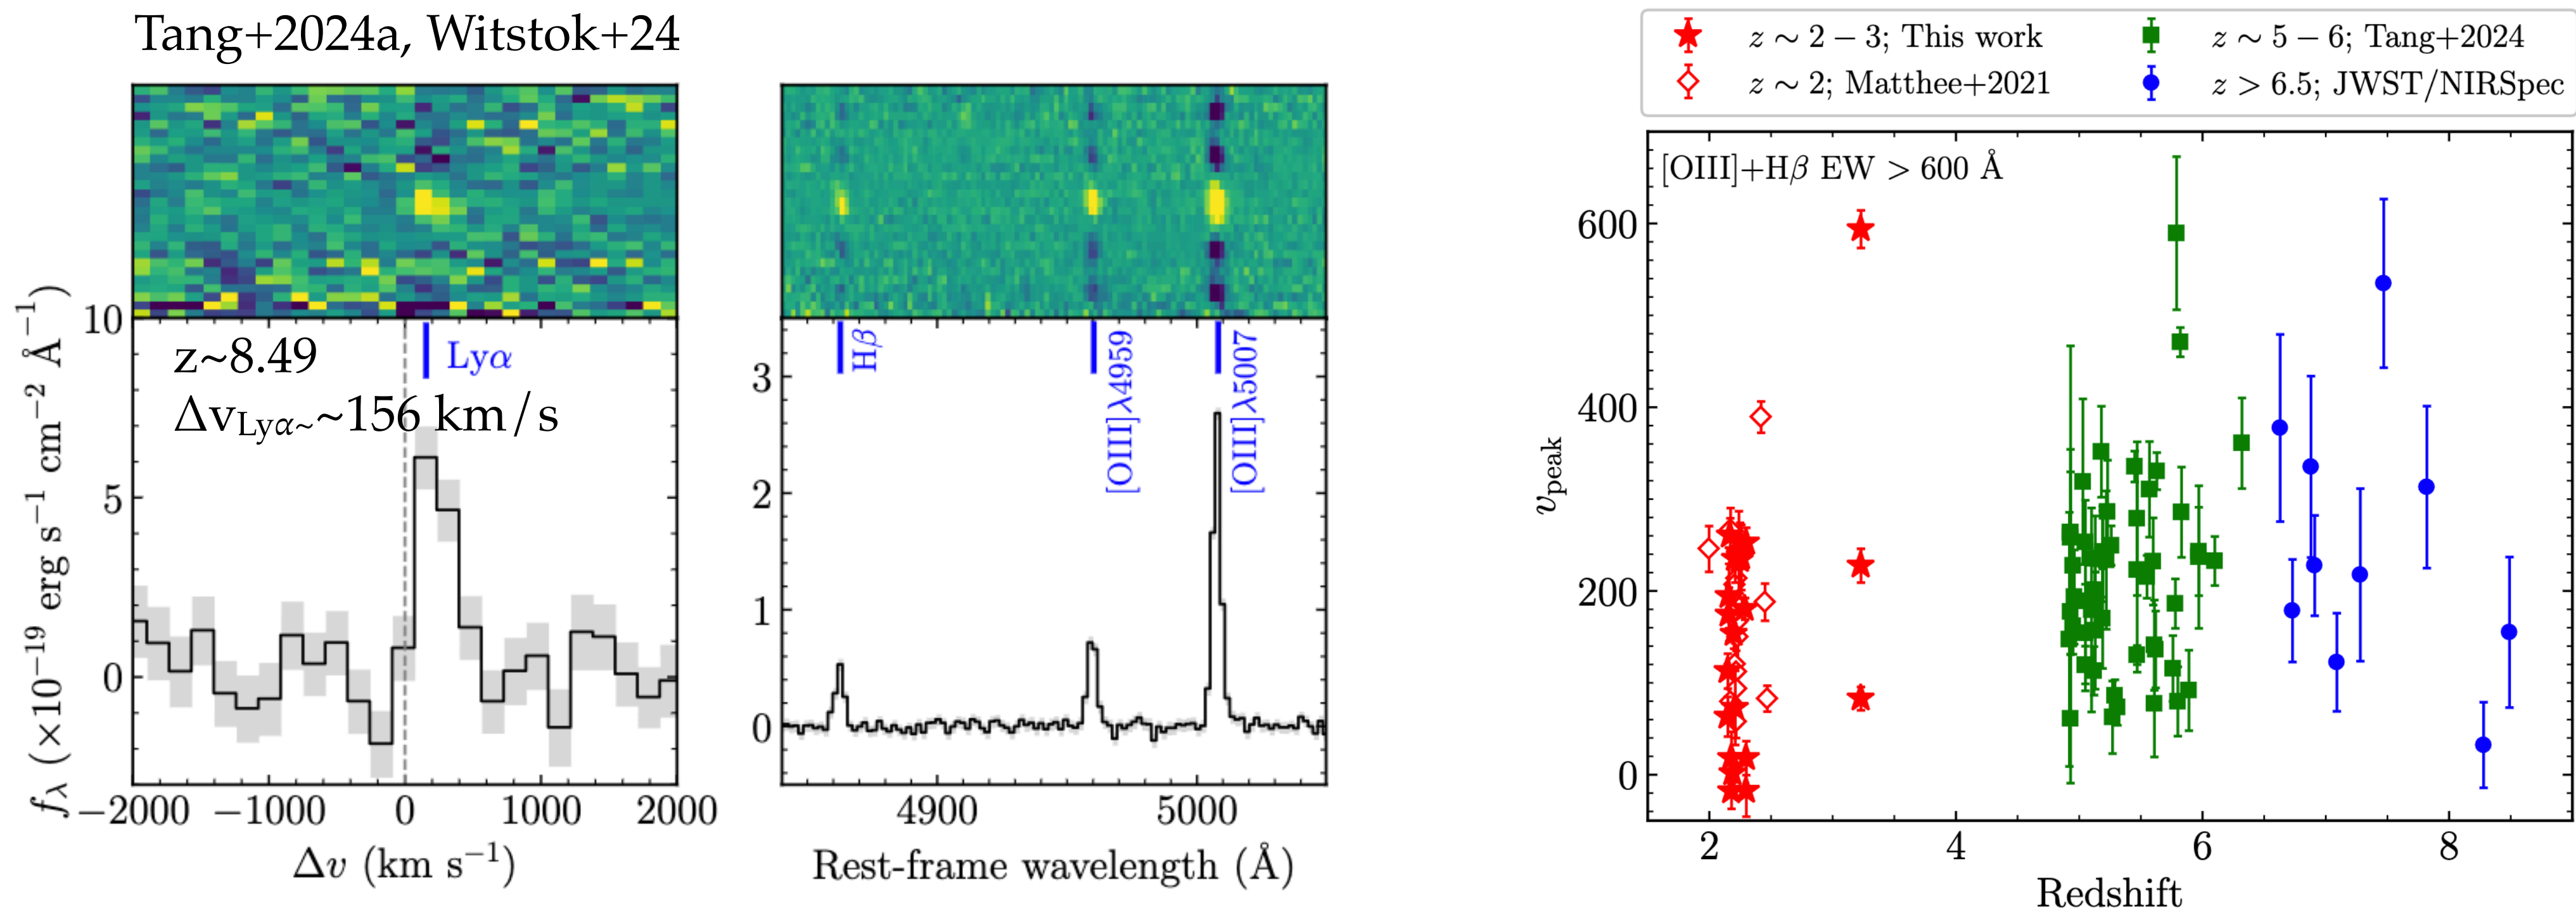 Tang+2024a, Witstok+24
z~8.49
Δv_Lyα~ ~156 km/s
Lyα
10
5
0
f_λ (×10⁻¹⁹ erg s⁻¹ cm⁻² Å⁻¹)
−2000 −1000 0 1000 2000
Δv (km s⁻¹)
Hβ
[OIII]λ4959
[OIII]λ5007
3
2
1
0
4900 5000
Rest-frame wavelength (Å)
z ∼ 2 − 3; This work
z ∼ 2; Matthee+2021
z ∼ 5 − 6; Tang+2024
z > 6.5; JWST/NIRSpec
[OIII]+Hβ EW > 600 Å
600
400
200
0
v_peak
2 4 6 8
Redshift